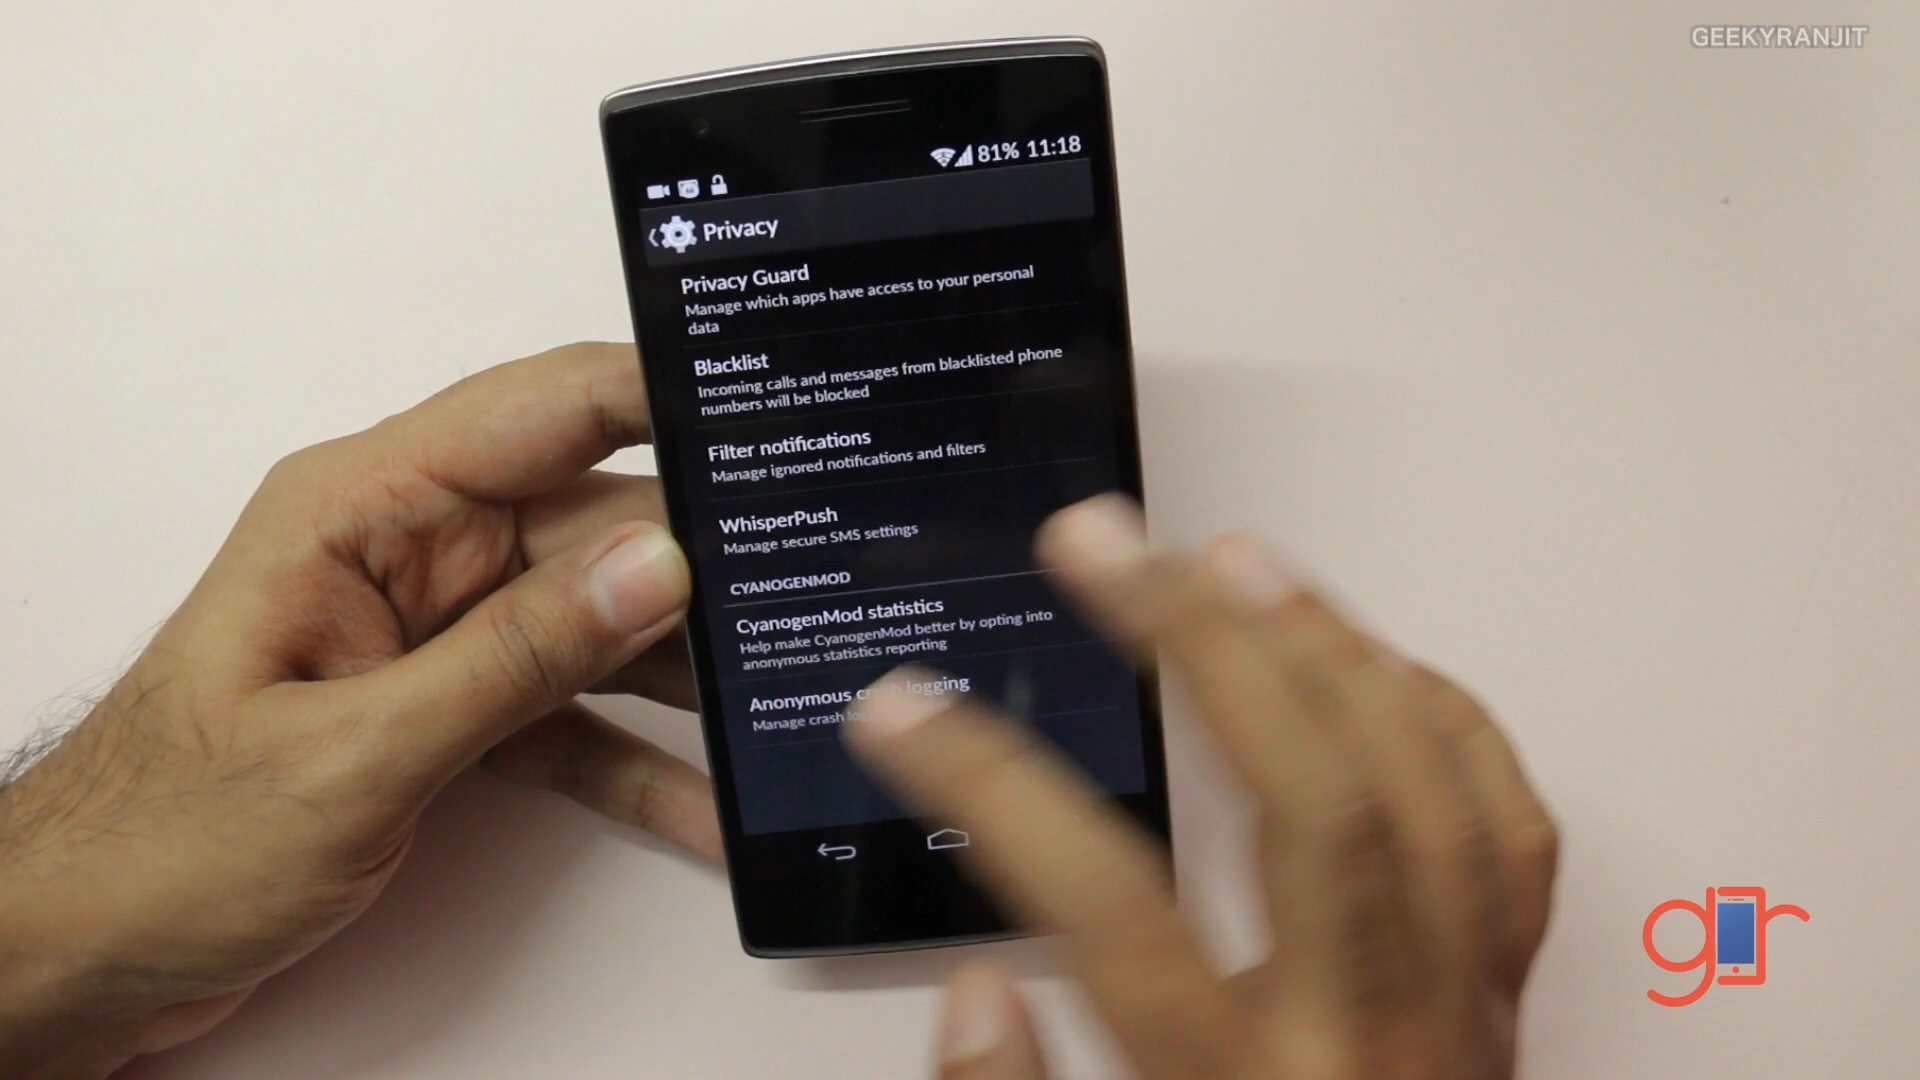 GEEKYRANJIT
81% 11:18
Privacy
Privacy Guard
Manage which apps have access to your personal
data
Blacklist
Incoming calls and messages from blacklisted phone
numbers will be blocked
Filter notifications
Manage ignored notifications and filters
WhisperPush
Manage secure SMS settings
CYANOGENMOD
CyanogenMod statistics
Help make CyanogenMod better by opting into
anonymous statistics reporting
Anonymous logging
Manage crash
gr